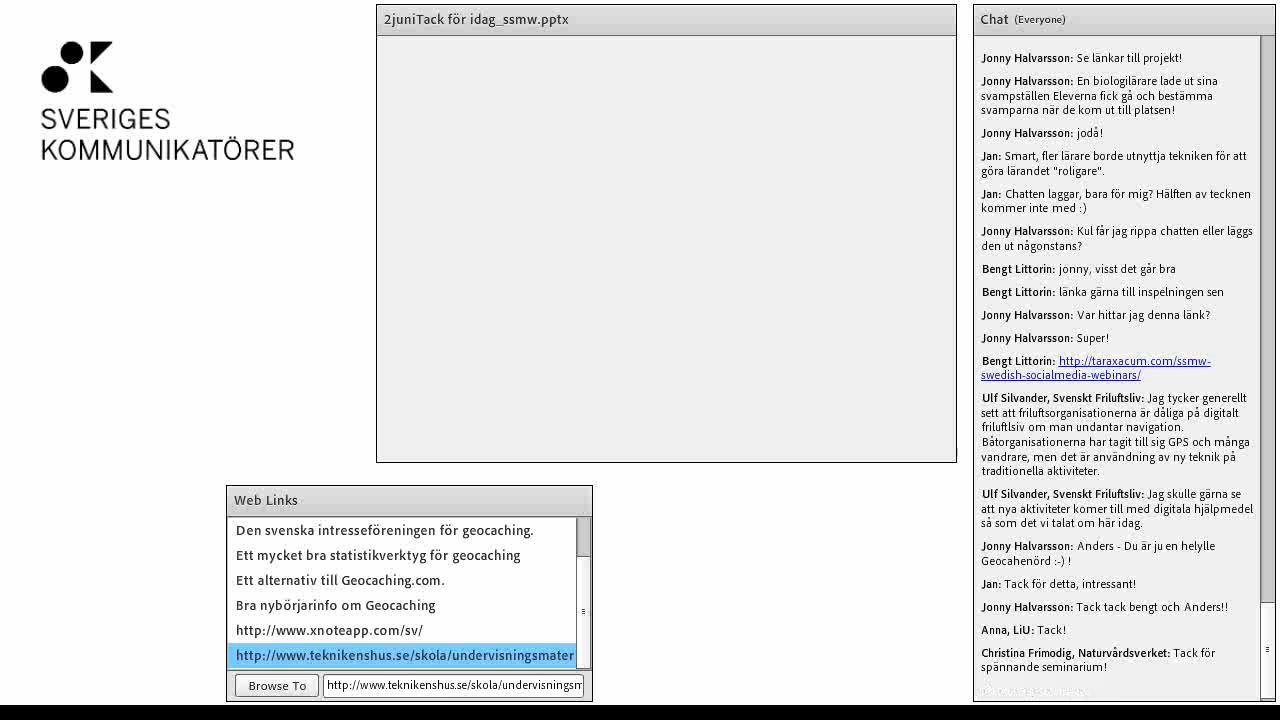 SVERIGES
KOMMUNIKATÖRER
2juniTack för idag_ssmw.pptx
Web Links
Den svenska intresseföreningen för geocaching.
Ett mycket bra statistikverktyg för geocaching
Ett alternativ till Geocaching.com.
Bra nybörjarinfo om Geocaching
http://www.xnoteapp.com/sv/
http://www.teknikenshus.se/skola/undervisningsmater
Browse To
http://www.teknikenshus.se/skola/undervisningsm
Chat (Everyone)
Jonny Halvarsson: Se länkar till projekt!
Jonny Halvarsson: En biologilärare lade ut sina
svampställen Eleverna fick gå och bestämma
svamparna när de kom ut till platsen!
Jonny Halvarsson: jodå!
Jan: Smart, fler lärare borde utnyttja tekniken för att
göra lärandet "roligare".
Jan: Chatten laggar, bara för mig? Hälften av tecknen
kommer inte med :)
Jonny Halvarsson: Kul får jag rippa chatten eller läggs
den ut någonstans?
Bengt Littorin: jonny, visst det går bra
Bengt Littorin: länka gärna till inspelningen sen
Jonny Halvarsson: Var hittar jag denna länk?
Jonny Halvarsson: Super!
Bengt Littorin: http://taraxacum.com/ssmw-
swedish-socialmedia-webinars/
Ulf Silvander, Svenskt Friluftsliv: Jag tycker generellt
sett att friluftsorganisationerna är dåliga på digitalt
friluftlsiv om man undantar navigation.
Båtorganisationerna har tagit till sig GPS och många
vandrare, men det är användning av ny teknik på
traditionella aktiviteter.
Ulf Silvander, Svenskt Friluftsliv: Jag skulle gärna se
att nya aktiviteter komer till med digitala hjälpmedel
så som det vi talat om här idag.
Jonny Halvarsson: Anders - Du är ju en helylle
Geocahenörd :-) !
Jan: Tack för detta, intressant!
Jonny Halvarsson: Tack tack bengt och Anders!!
Anna, LiU: Tack!
Christina Frimodig, Naturvårdsverket: Tack för
spännande seminarium!